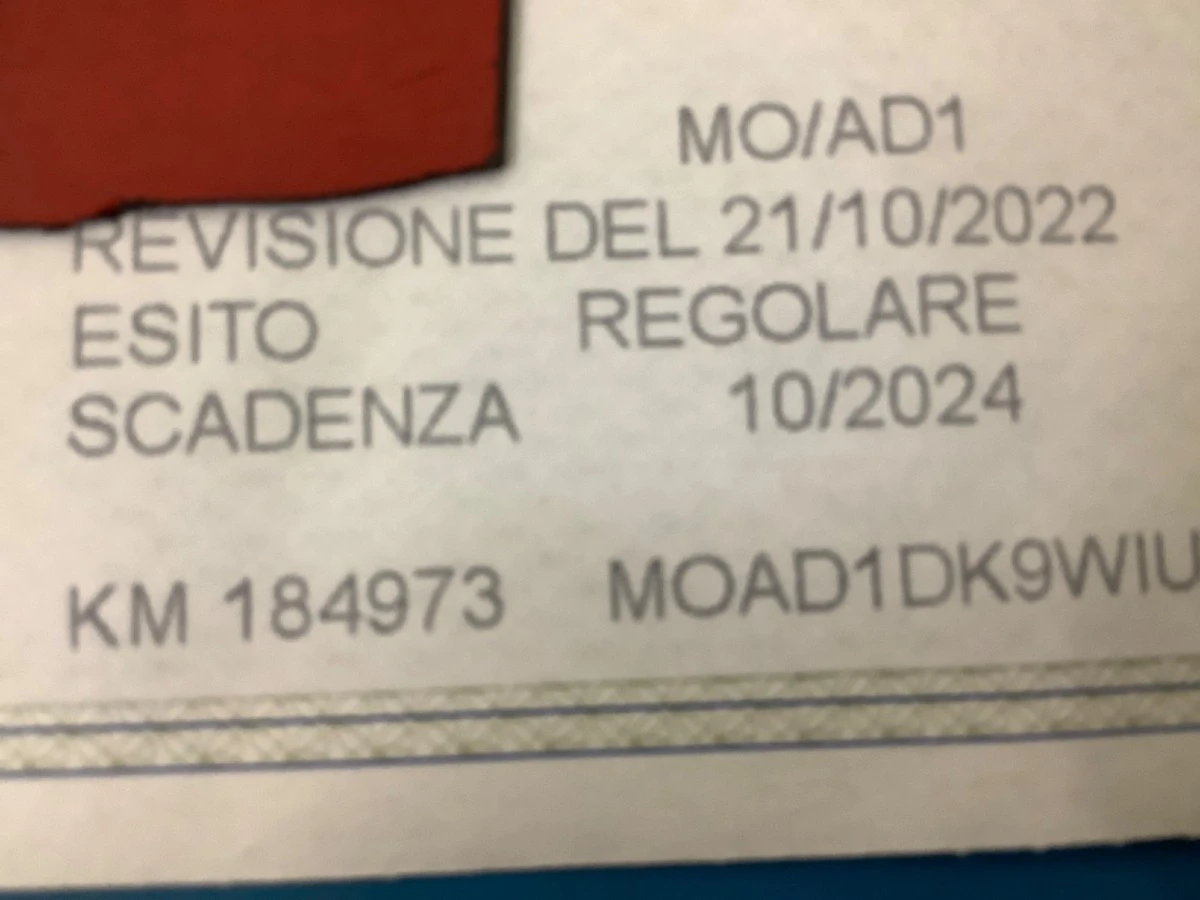 MO/AD1
REVISIONE DEL 21/10/2022
ESITO REGOLARE
SCADENZA 10/2024
KM 184973 MOAD1DK9WIU